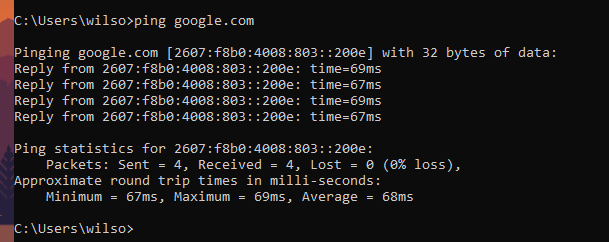 C:\Users\wilso>ping google.com
Pinging google.com [2607:f8b0:4008:803::200e] with 32 bytes of data:
Reply from 2607:f8b0:4008:803::200e: time=69ms
Reply from 2607:f8b0:4008:803::200e: time=67ms
Reply from 2607:f8b0:4008:803::200e: time=69ms
Reply from 2607:f8b0:4008:803::200e: time=67ms
Ping statistics for 2607:f8b0:4008:803::200e:
    Packets: Sent = 4, Received = 4, Lost = 0 (0% loss),
Approximate round trip times in milli-seconds:
    Minimum = 67ms, Maximum = 69ms, Average = 68ms
C:\Users\wilso>